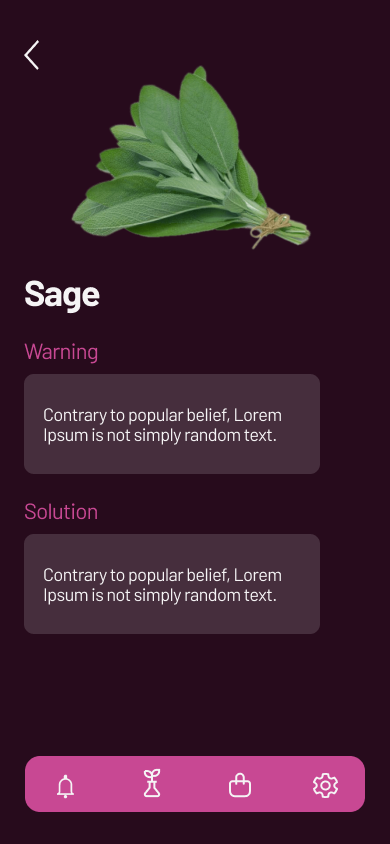 Sage
Warning
Contrary to popular belief, Lorem
Ipsum is not simply random text.
Solution
Contrary to popular belief, Lorem
Ipsum is not simply random text.